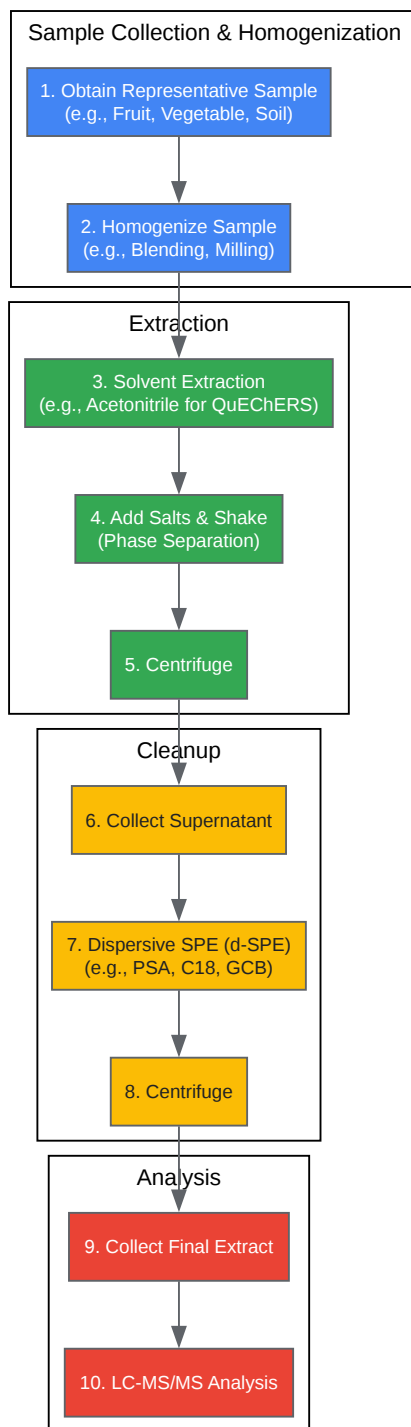 Sample Collection & Homogenization
1. Obtain Representative Sample
(e.g., Fruit, Vegetable, Soil)
2. Homogenize Sample
(e.g., Blending, Milling)
Extraction
3. Solvent Extraction
(e.g., Acetonitrile for QuEChERS)
4. Add Salts & Shake
(Phase Separation)
5. Centrifuge
Cleanup
6. Collect Supernatant
7. Dispersive SPE (d-SPE)
(e.g., PSA, C18, GCB)
8. Centrifuge
Analysis
9. Collect Final Extract
10. LC-MS/MS Analysis